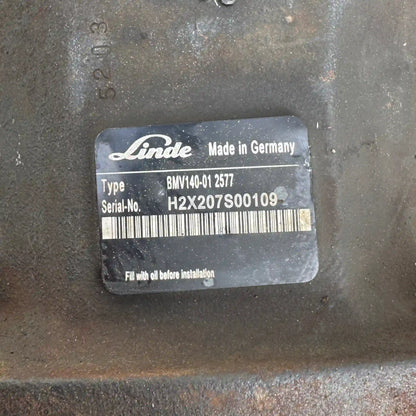 5203
Linde Made in Germany
Type BMV140-01 2577
Serial-No. H2X207S00109
Fill with oil before installation